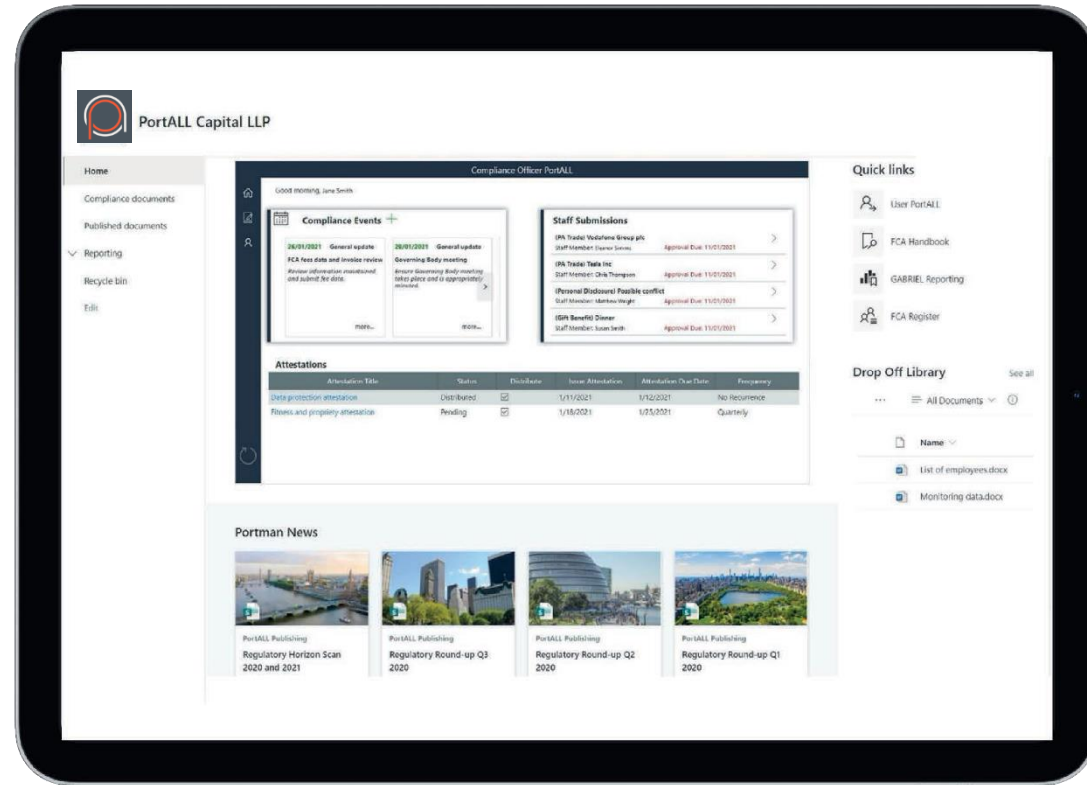 PortALL Capital LLP
Home
Compliance documents
Published documents
Reporting
Recycle bin
Edit
Compliance Officer PortALL
Good morning, Jane Smith
Compliance Events
26/01/2021 General update
FCA fees data and invoice review
Review information maintained
and submit fee data.
more...
26/01/2021 General update
Governing Body meeting
Ensure Governing Body meeting
takes place and is appropriately
minuted.
more...
Staff Submissions
(PA Trade) Vodafone Group plc
Staff Member: Eleanor
Approval Due: 11/01/2021
(PA Trade) Tesla Inc
Staff Member: Chris Thompson
Approval Due: 11/01/2021
(Personal Disclosure) Possible conflict
Staff Member: Matthew Wright
Approval Due: 11/01/2021
(Gift Benefit) Dinner
Staff Member: Susan Smith
Approval Due: 11/01/2021
Attestations
Attestation Title Status Distribute Issue Attestation Attestation Due Date Frequency
Data protection attestation Distributed 1/11/2021 1/12/2021 No Recurrence
Fitness and propriety attestation Pending 1/18/2021 1/25/2021 Quarterly
Portman News
PortALL Publishing
Regulatory Horizon Scan
2020 and 2021
PortALL Publishing
Regulatory Round-up Q3
2020
PortALL Publishing
Regulatory Round-up Q2
2020
PortALL Publishing
Regulatory Round-up Q1
2020
Quick links
User PortALL
FCA Handbook
GABRIEL Reporting
FCA Register
Drop Off Library See all
All Documents
Name
List of employees.docx
Monitoring data.docx